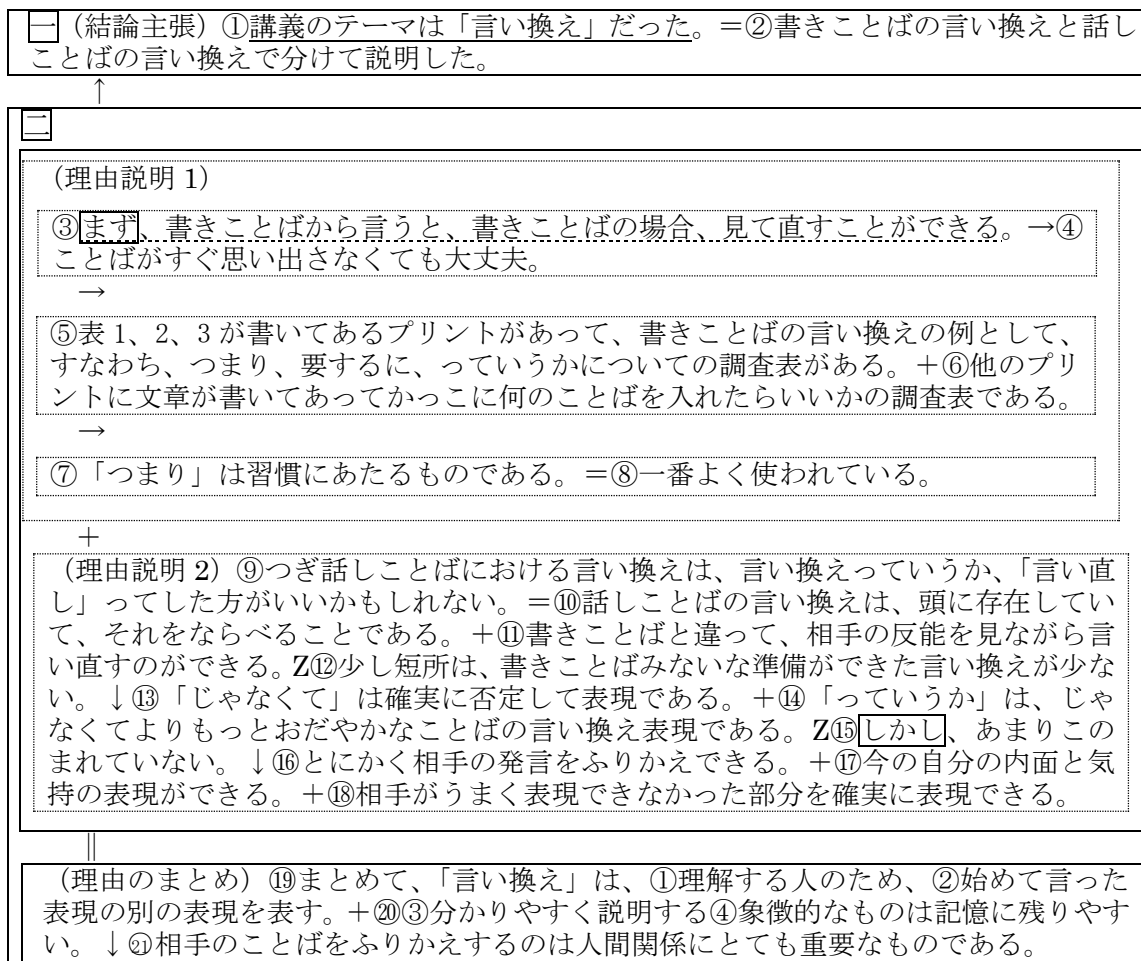 一（結論主張）①講義のテーマは「言い換え」だった。＝②書きことばの言い換えと話し
ことばの言い換えで分けて説明した。
↑
二
（理由説明 1）
③まず、書きことばから言うと、書きことばの場合、見て直すことができる。→④
ことばがすぐ思い出さなくても大丈夫。
→
⑤表 1、2、3 が書いてあるプリントがあって、書きことばの言い換えの例として、
すなわち、つまり、要するに、っていうかについての調査表がある。＋⑥他のプリ
ントに文章が書いてあってかっこに何のことばを入れたらいいかの調査表である。
→
⑦「つまり」は習慣にあたるものである。＝⑧一番よく使われている。
＋
（理由説明 2）⑨つぎ話しことばにおける言い換えは、言い換えっていうか、「言い直
し」ってした方がいいかもしれない。＝⑩話しことばの言い換えは、頭に存在してい
て、それをならべることである。＋⑪書きことばと違って、相手の反能を見ながら言
い直すのができる。Z⑫少し短所は、書きことばみないな準備ができた言い換えが少な
い。↓⑬「じゃなくて」は確実に否定して表現である。＋⑭「っていうか」は、じゃ
なくてよりもっとおだやかなことばの言い換え表現である。Z⑮しかし、あまりこの
まれていない。↓⑯とにかく相手の発言をふりかえできる。＋⑰今の自分の内面と気
持の表現ができる。＋⑱相手がうまく表現できなかった部分を確実に表現できる。
||
（理由のまとめ）⑲まとめて、「言い換え」は、①理解する人のため、②始めて言った
表現の別の表現を表す。＋⑳③分かりやすく説明する④象徴的なものは記憶に残りやす
い。↓㉑相手のことばをふりかえするのは人間関係にとても重要なものである。